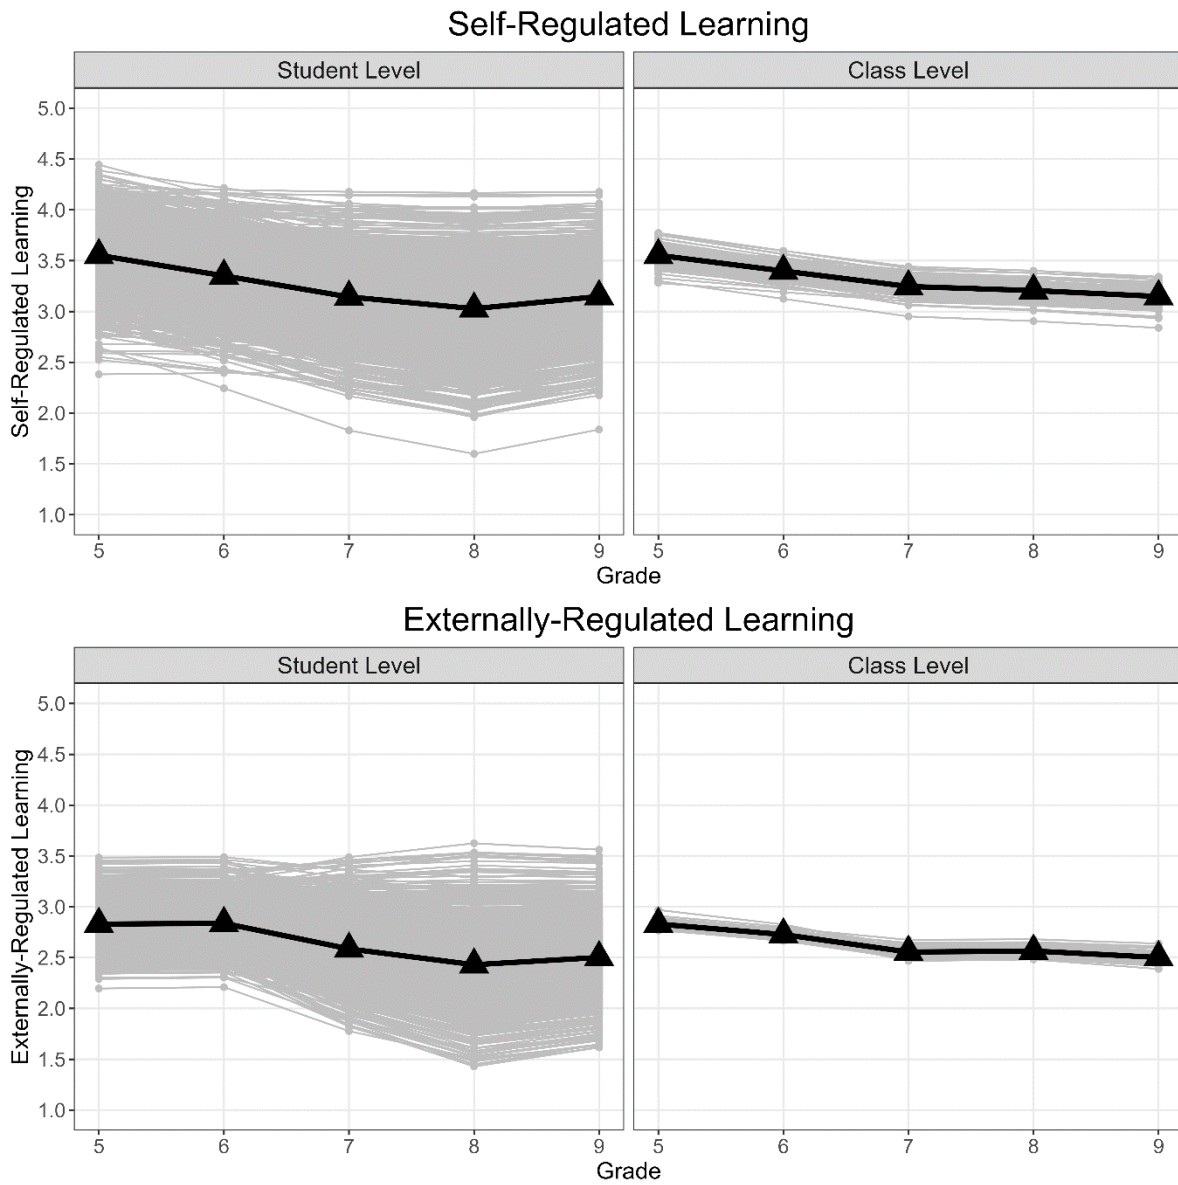 Self-Regulated Learning
Student Level
Class Level
Self-Regulated Learning
5.0
4.5
4.0
3.5
3.0
2.5
2.0
1.5
1.0
5 6 7 8 9
5 6 7 8 9
Grade
Externally-Regulated Learning
Student Level
Class Level
Externally-Regulated Learning
5.0
4.5
4.0
3.5
3.0
2.5
2.0
1.5
1.0
5 6 7 8 9
5 6 7 8 9
Grade